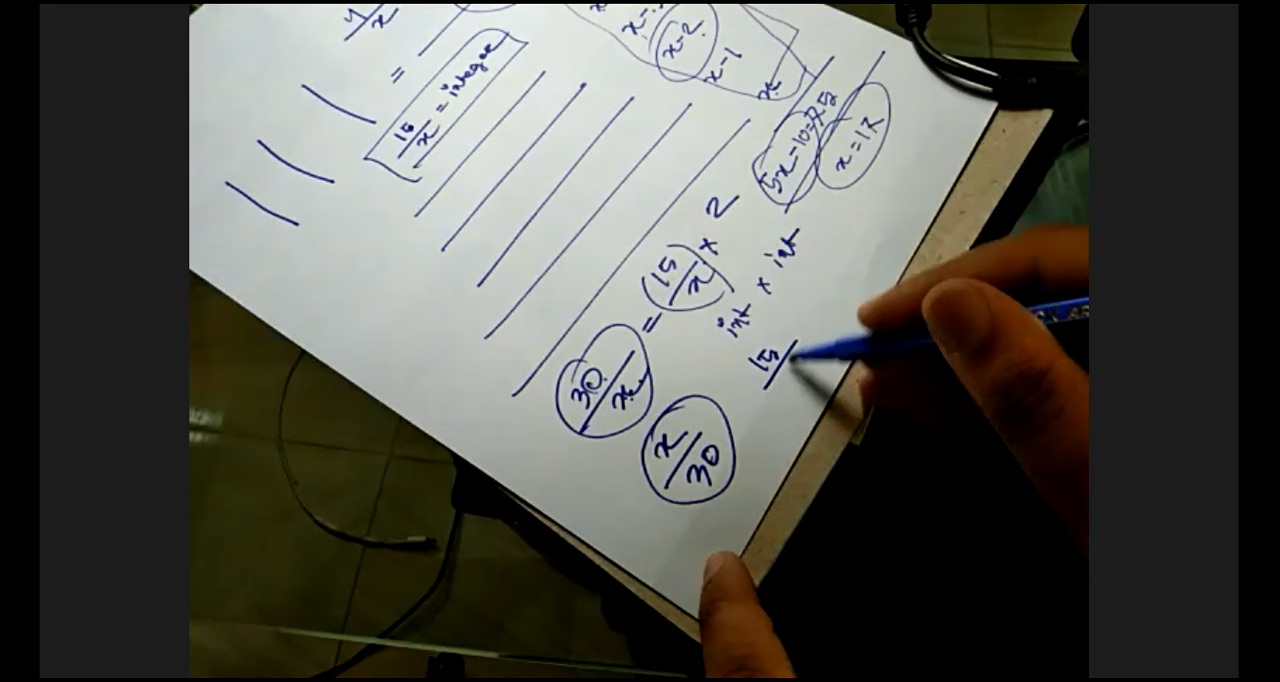 15/x = integer
x-2
x-1
x
5x-10=75
x=17
30/x = (15/x) × 2
int × int
x/30
15